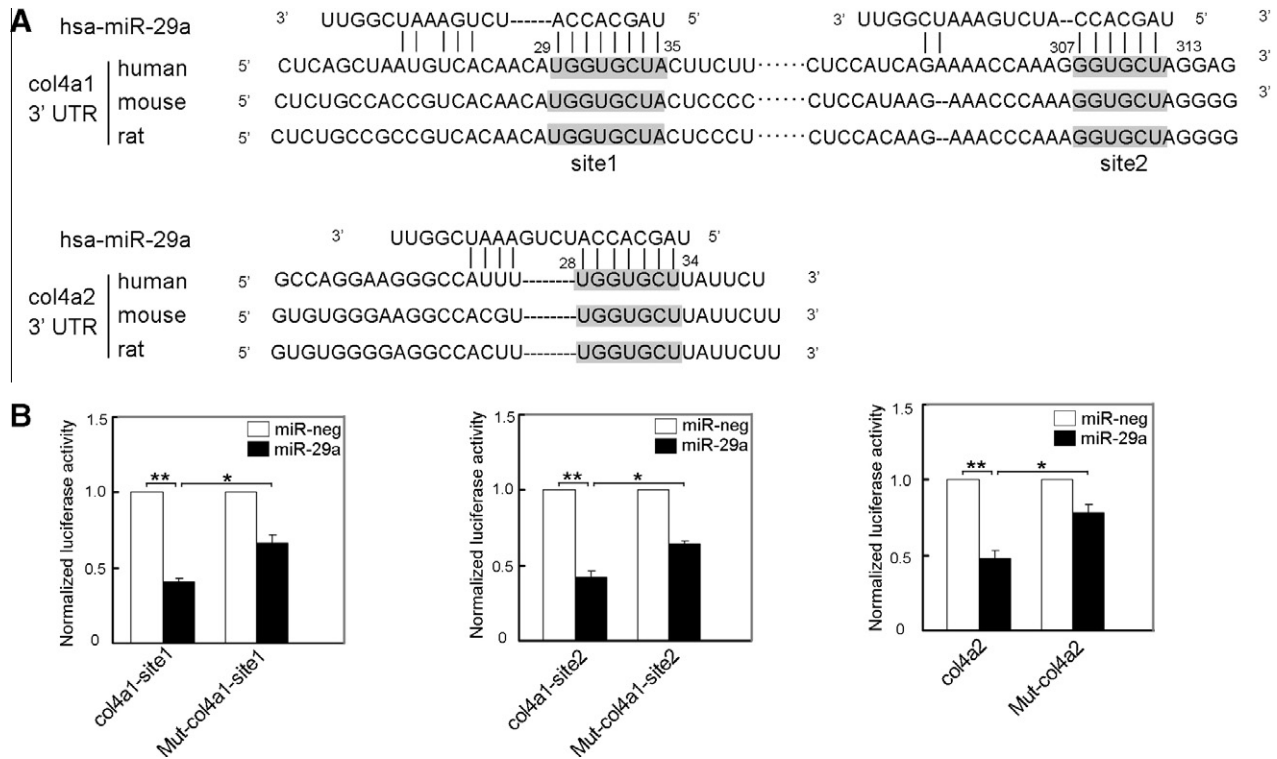 A
hsa-miR-29a 3' UUGGCUAAAGUCU------ACCACGAU 5' 3' UUGGCUAAAGUCUA--CCACGAU 5' 3'
29 35 307 313
col4a1 3' UTR
human 5' CUCAGCUAAUGUCACAACAUGGUGCUACUUCUU······CUCCAUCAGAAAACCAAAGGGUGCUAGGAG 3'
mouse 5' CUCUGCCACCGUCACAACAUGGUGCUACUCCCC······CUCCAUAAG--AAACCCAAAGGUGCUAGGGG 3'
rat 5' CUCUGCCGCCGUCACAACAUGGUGCUACUCCCU······CUCCACAAG--AAACCCAAAGGUGCUAGGGG
site1 site2
hsa-miR-29a 3' UUGGCUAAAGUCUACCACGAU 5'
28 34
col4a2 3' UTR
human 5' GCCAGGAAGGGCCAUUU--------UGGUGCUUAUUCU 3'
mouse 5' GUGUGGGAAGGCCACGU--------UGGUGCUUAUUCUU 3'
rat 5' GUGUGGGGAGGCCACUU--------UGGUGCUUAUUCUU 3'
B
Normalized luciferase activity
1.5
1.0
0.5
0
miR-neg
miR-29a
** *
col4a1-site1
Mut-col4a1-site1
Normalized luciferase activity
1.5
1.0
0.5
0
miR-neg
miR-29a
** *
col4a1-site2
Mut-col4a1-site2
Normalized luciferase activity
1.5
1.0
0.5
0
miR-neg
miR-29a
** *
col4a2
Mut-col4a2